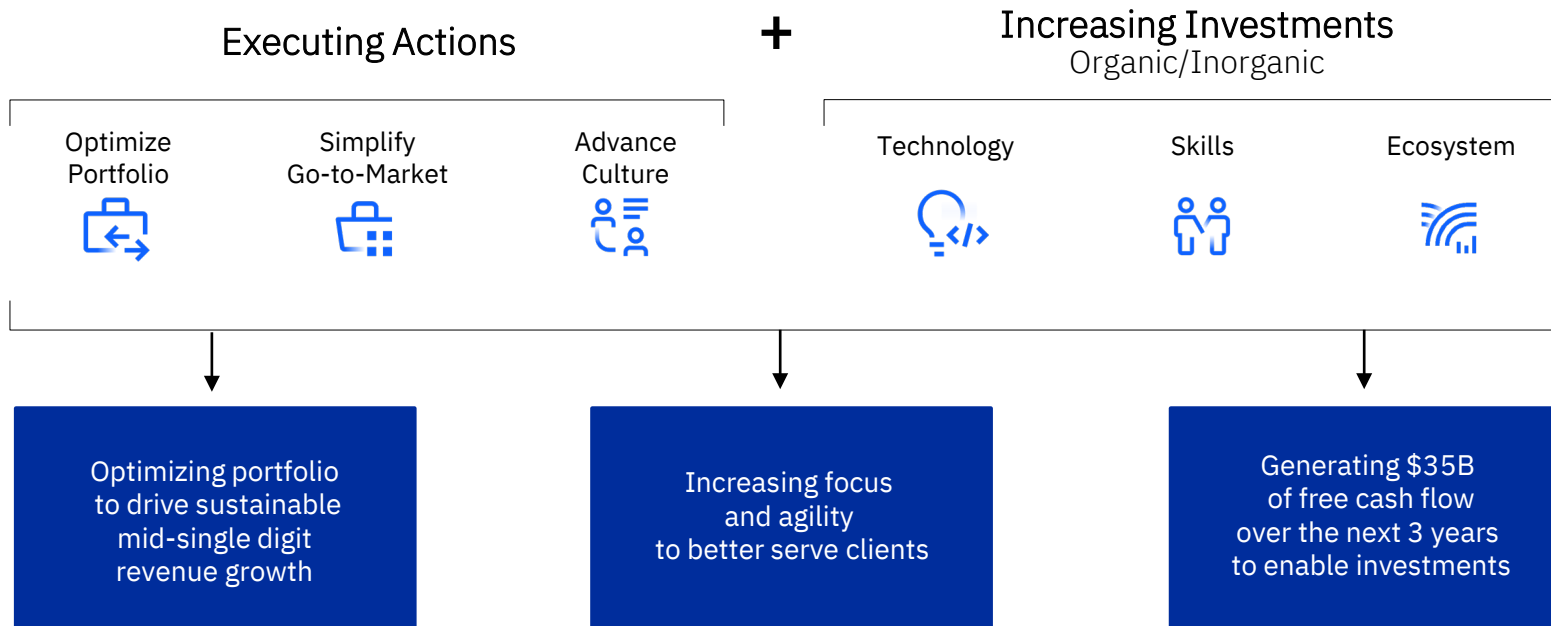 Executing Actions
+
Increasing Investments
Organic/Inorganic
Optimize
Portfolio
Simplify
Go-to-Market
Advance
Culture
Technology
Skills
Ecosystem
Optimizing portfolio
to drive sustainable
mid-single digit
revenue growth
Increasing focus
and agility
to better serve clients
Generating $35B
of free cash flow
over the next 3 years
to enable investments